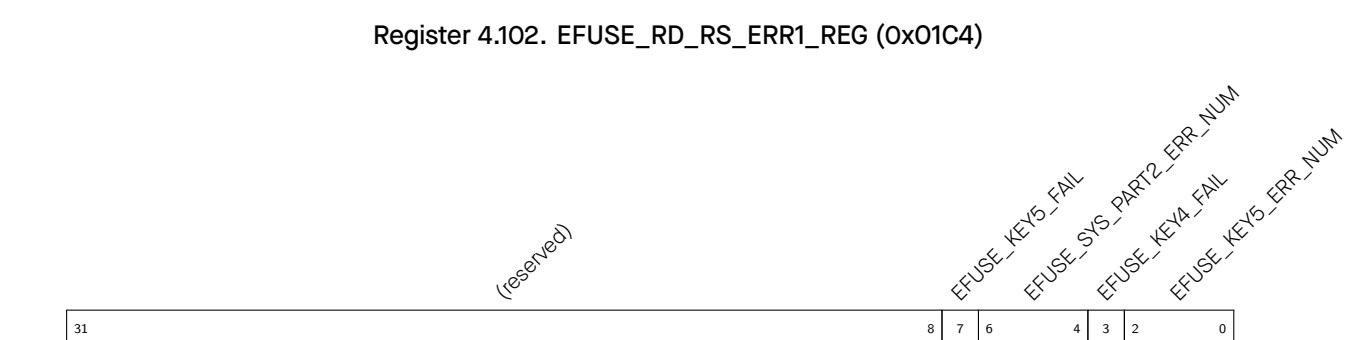 Register 4.102. EFUSE_RD_RS_ERR1_REG (0x01C4)
(reserved)
EFUSE_KEY5_FAIL
EFUSE_SYS_PART2_ERR_NUM
EFUSE_KEY4_FAIL
EFUSE_KEY5_ERR_NUM
31 8 7 6 4 3 2 0